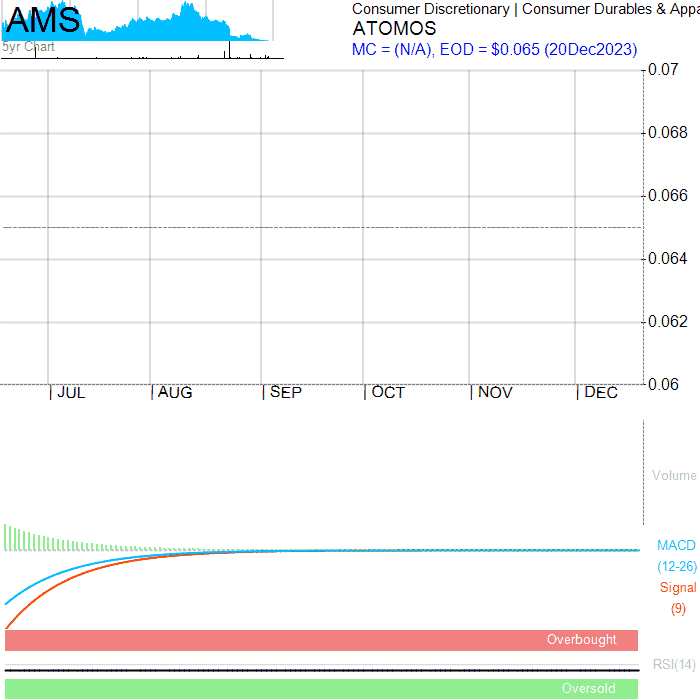 AMS
5yr Chart
Consumer Discretionary | Consumer Durables & Appa
ATOMOS
MC = (N/A), EOD = $0.065 (20Dec2023)
0.07
0.068
0.066
0.064
0.062
0.06
JUL AUG SEP OCT NOV DEC
Volume
MACD
(12-26)
Signal
(9)
Overbought
RSI(14)
Oversold